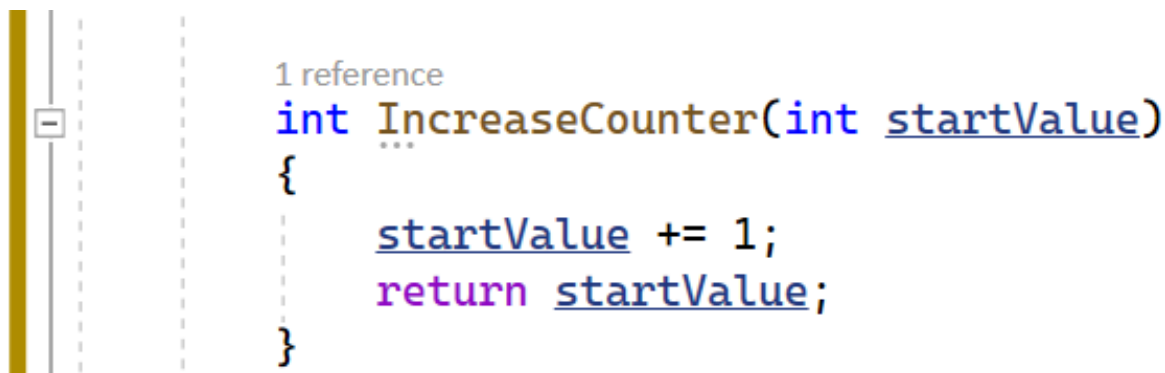 1 reference
int IncreaseCounter(int startValue)
{
startValue += 1;
return startValue;
}